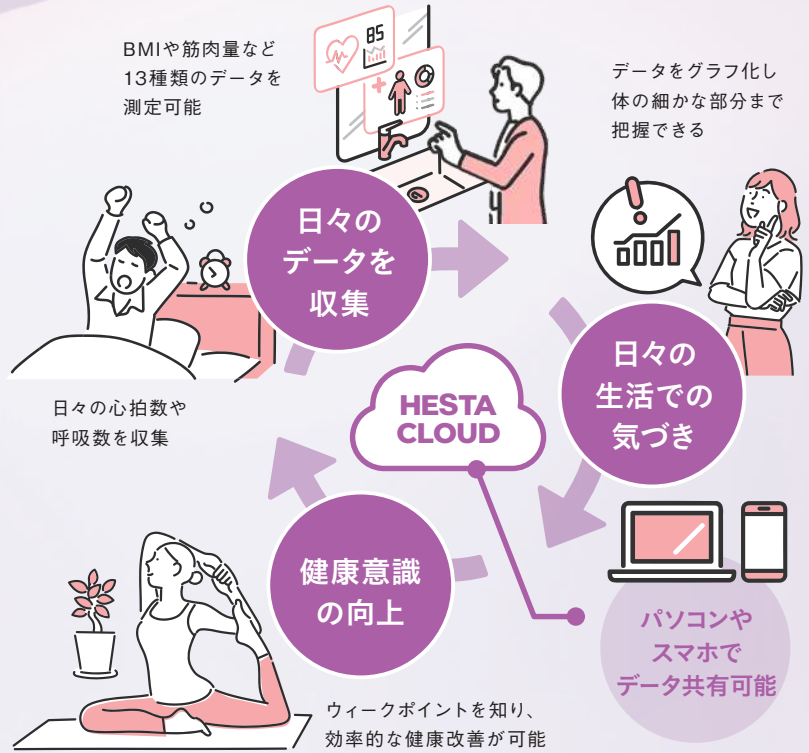 BMIや筋肉量など
13種類のデータを
測定可能
85
データをグラフ化し
体の細かな部分まで
把握できる
日々の
データを
収集
日々の
生活での
気づき
HESTA
CLOUD
日々の心拍数や
呼吸数を収集
健康意識
の向上
パソコンや
スマホで
データ共有可能
ウィークポイントを知り、
効率的な健康改善が可能